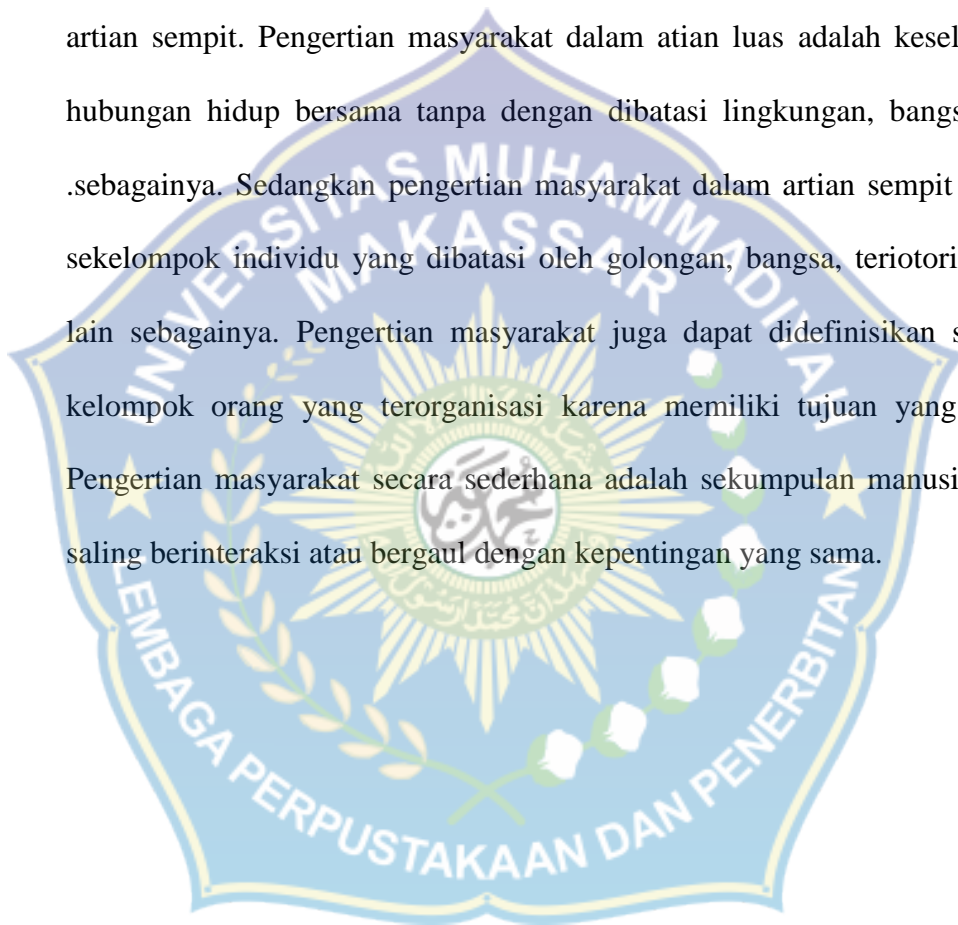 artian sempit. Pengertian masyarakat dalam atian luas adalah kesel
hubungan hidup bersama tanpa dengan dibatasi lingkungan, bangs
.sebagainya. Sedangkan pengertian masyarakat dalam artian sempit
sekelompok individu yang dibatasi oleh golongan, bangsa, teriotori
lain sebagainya. Pengertian masyarakat juga dapat didefinisikan s
kelompok orang yang terorganisasi karena memiliki tujuan yang
Pengertian masyarakat secara sederhana adalah sekumpulan manusi
saling berinteraksi atau bergaul dengan kepentingan yang sama.
UNIVERSITAS MUHAMMADIYAH
MAKASSAR
LEMBAGA PERPUSTAKAAN DAN PENERBITAN